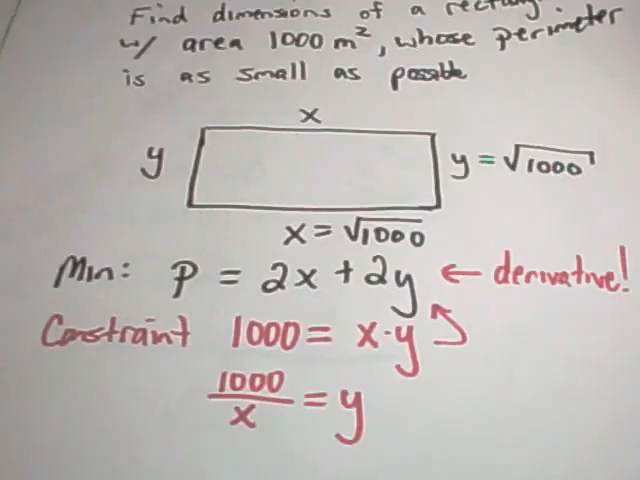 Find dimensions of a
w/ area 1000 m², whose perimeter
is as small as possible
x
y
y = √1000
x = √1000
Min: P = 2x + 2y ← derivative!
Constraint 1000 = x·y
1000/x = y